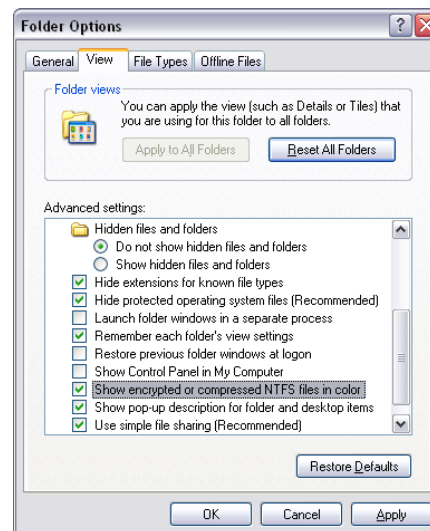 Folder Options
General View File Types Offline Files
Folder views
You can apply the view (such as Details or Tiles) that
you are using for this folder to all folders.
Apply to All Folders Reset All Folders
Advanced settings:
Hidden files and folders
Do not show hidden files and folders
Show hidden files and folders
Hide extensions for known file types
Hide protected operating system files (Recommended)
Launch folder windows in a separate process
Remember each folder's view settings
Restore previous folder windows at logon
Show Control Panel in My Computer
Show encrypted or compressed NTFS files in color
Show pop-up description for folder and desktop items
Use simple file sharing (Recommended)
Restore Defaults
OK Cancel Apply